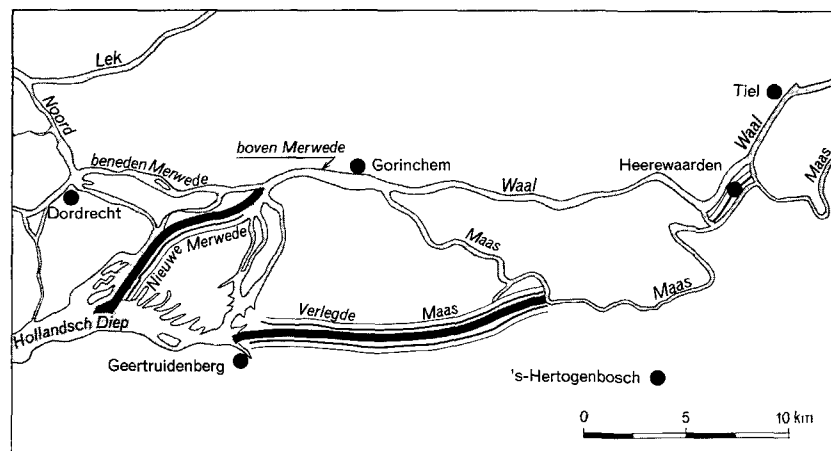 Lek
Tiel
Noord
boven Merwede
Waal
beneden Merwede
Gorinchem
Heerewaarden
Maas
Waal
Dordrecht
Nieuwe Merwede
Maas
Verlegde Maas
Maas
Hollandsch Diep
Geertruidenberg
's-Hertogenbosch
0 5 10 km